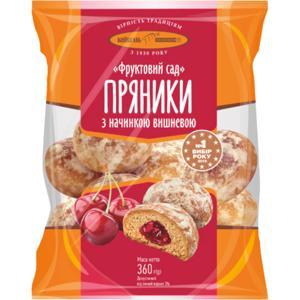 ВІРНІСТЬ ТРАДИЦІЯМ
З 1930 РОКУ
«Фруктовий сад»
ПРЯНИКИ
з начинкою вишневою
№1
ВИБІР
РОКУ
Маса нетто
360 г(g)